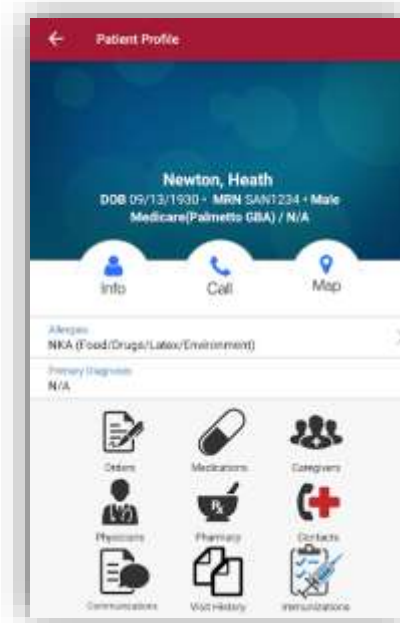 Patient Profile
Newton, Heath
DOB 09/13/1930 • MRN SAN1234 • Male
Medicare(Palmetto GBA) / N/A
Info Call Map
Allergies
NKA (Food/Drugs/Latex/Environment)
Primary Diagnosis
N/A
Orders Medications Caregivers
Rx
Physicians Pharmacy Contacts
Communications Visit History Immunizations